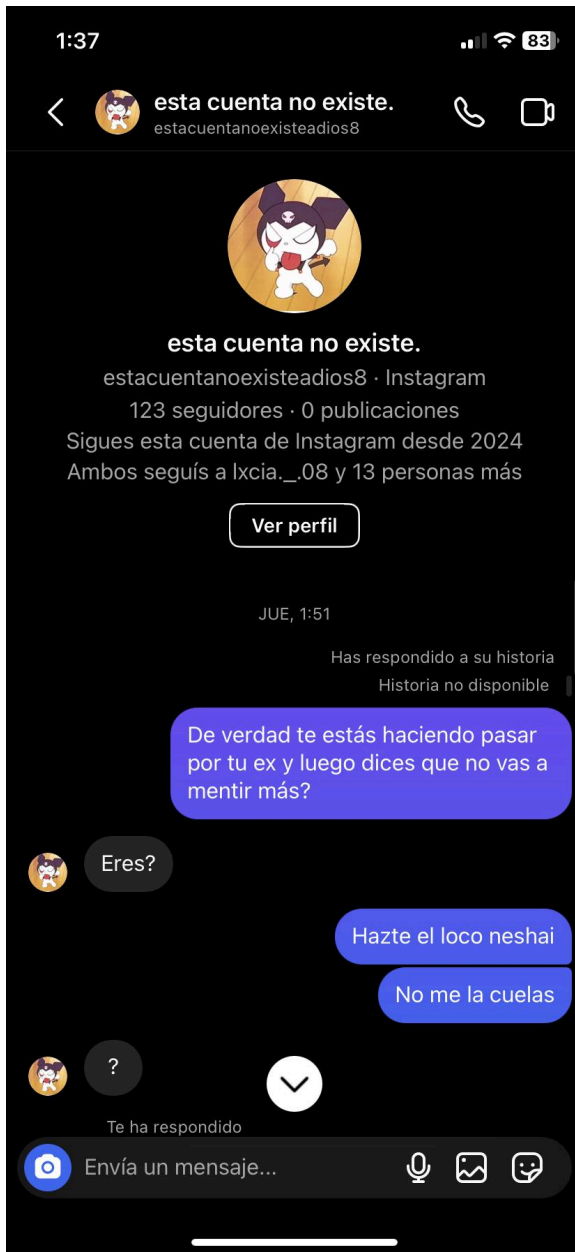 1:37
83
esta cuenta no existe.
estacuentanoexisteadios8
esta cuenta no existe.
estacuentanoexisteadios8 · Instagram
123 seguidores · 0 publicaciones
Sigues esta cuenta de Instagram desde 2024
Ambos seguís a lxcia._.08 y 13 personas más
Ver perfil
JUE, 1:51
Has respondido a su historia
Historia no disponible
De verdad te estás haciendo pasar
por tu ex y luego dices que no vas a
mentir más?
Eres?
Hazte el loco neshai
No me la cuelas
?
Te ha respondido
Envía un mensaje...